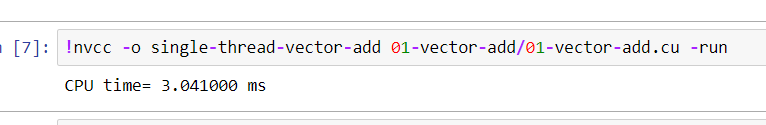 [7]: !nvcc -o single-thread-vector-add 01-vector-add/01-vector-add.cu -run
CPU time= 3.041000 ms